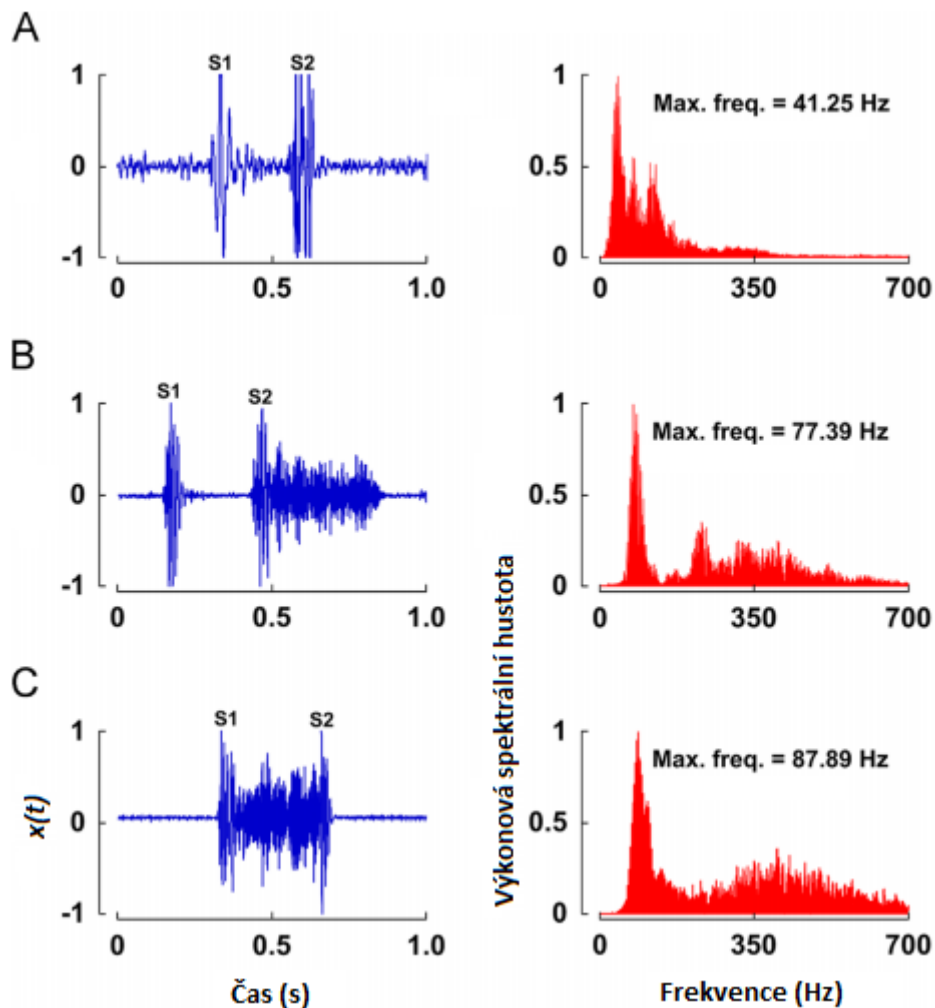 A
S1 S2
1
0
-1
0 0.5 1.0
Max. freq. = 41.25 Hz
1
0.5
0
0 350 700
B
S1 S2
1
0
-1
0 0.5 1.0
Max. freq. = 77.39 Hz
1
0.5
0
0 350 700
C
S1 S2
1
0
-1
0 0.5 1.0
x(t)
Čas (s)
Výkonová spektrální hustota
Max. freq. = 87.89 Hz
1
0.5
0
0 350 700
Frekvence (Hz)